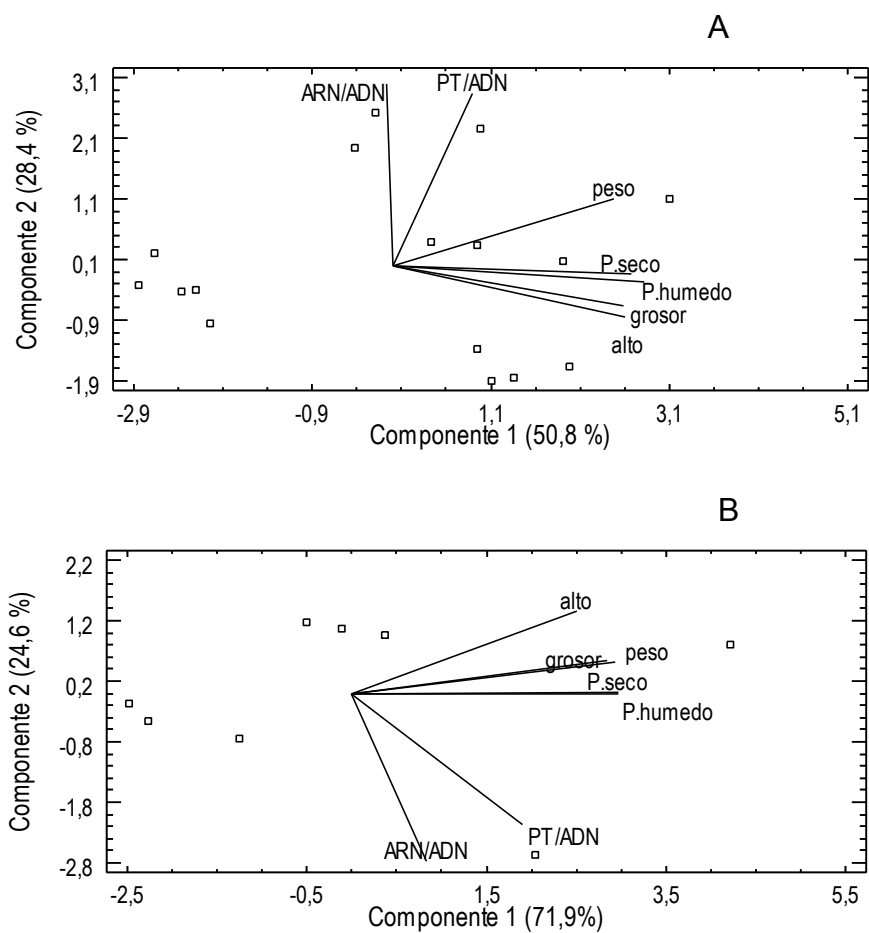 A
3,1
2,1
1,1
0,1
-0,9
-1,9
Componente 2 (28,4 %)
ARN/ADN
PT/ADN
peso
P.seco
P.humedo
grosor
alto
-2,9
-0,9
1,1
3,1
5,1
Componente 1 (50,8 %)
B
2,2
1,2
0,2
-0,8
-1,8
-2,8
Componente 2 (24,6 %)
alto
grosor
peso
P.seco
P.humedo
PT/ADN
ARN/ADN
-2,5
-0,5
1,5
3,5
5,5
Componente 1 (71,9%)